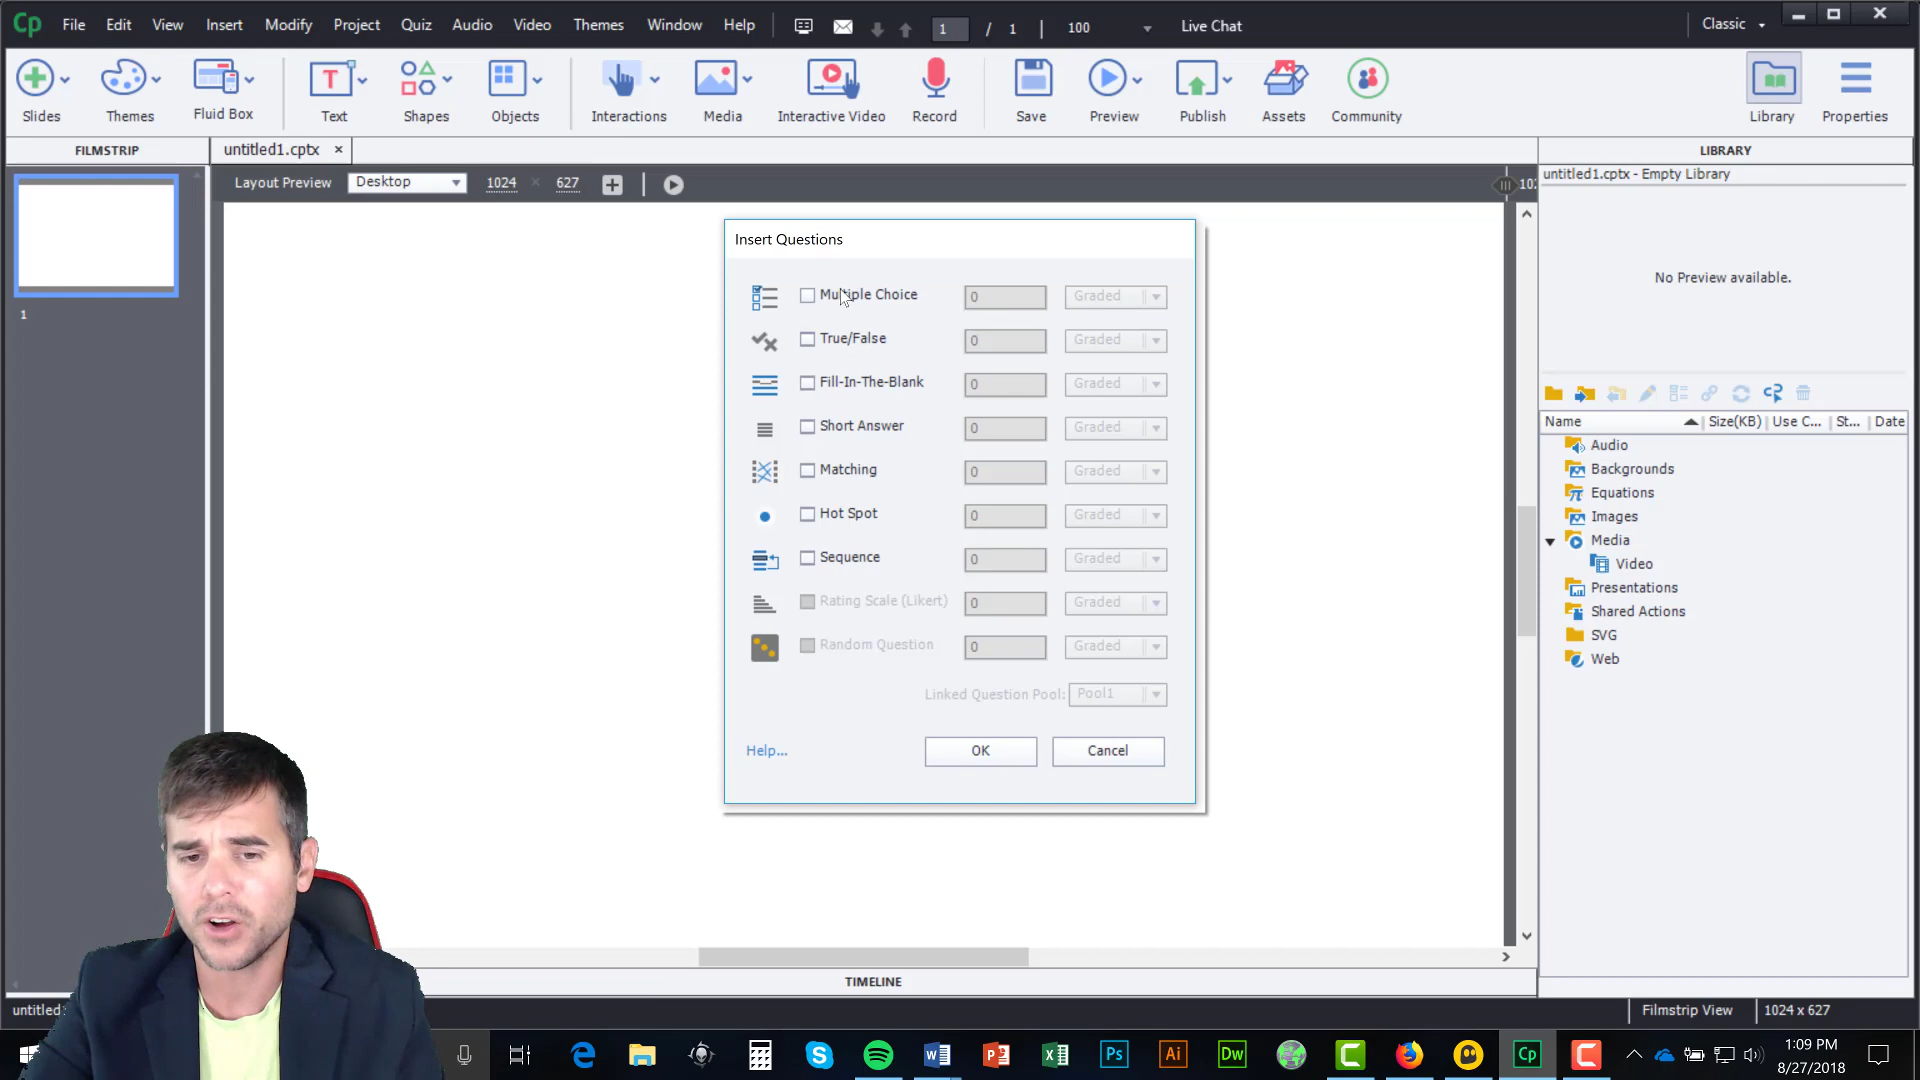 Cp File Edit View Insert Modify Project Quiz Audio Video Themes Window Help 1 / 1 100 Live Chat Classic
Slides Themes Fluid Box Text Shapes Objects Interactions Media Interactive Video Record Save Preview Publish Assets Community Library Properties
FILMSTRIP untitled1.cptx × LIBRARY
Layout Preview Desktop 1024 × 627
untitled1.cptx - Empty Library
No Preview available.
1
Insert Questions
Multiple Choice 0 Graded
True/False 0 Graded
Fill-In-The-Blank 0 Graded
Short Answer 0 Graded
Matching 0 Graded
Hot Spot 0 Graded
Sequence 0 Graded
Rating Scale (Likert) 0 Graded
Random Question 0 Graded
Linked Question Pool: Pool1
Help... OK Cancel
Name Size(KB) Use C... St... Date
Audio
Backgrounds
Equations
Images
Media
Video
Presentations
Shared Actions
SVG
Web
TIMELINE
Filmstrip View 1024 x 627
Ps Ai Dw Cp
1:09 PM
8/27/2018